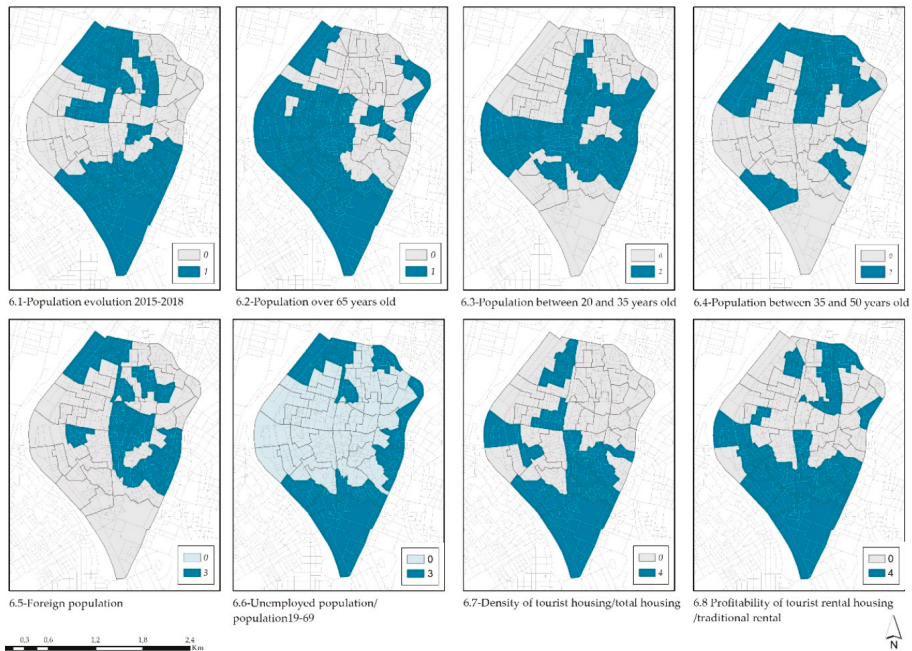 0
1
0
1
0
2
0
2
6.1-Population evolution 2015-2018
6.2-Population over 65 years old
6.3-Population between 20 and 35 years old
6.4-Population between 35 and 50 years old
0
3
0
3
0
4
0
4
6.5-Foreign population
6.6-Unemployed population/
population19-69
6.7-Density of tourist housing/total housing
6.8 Profitability of tourist rental housing
/traditional rental
0,3 0,6 1,2 1,8 2,4
Km
N